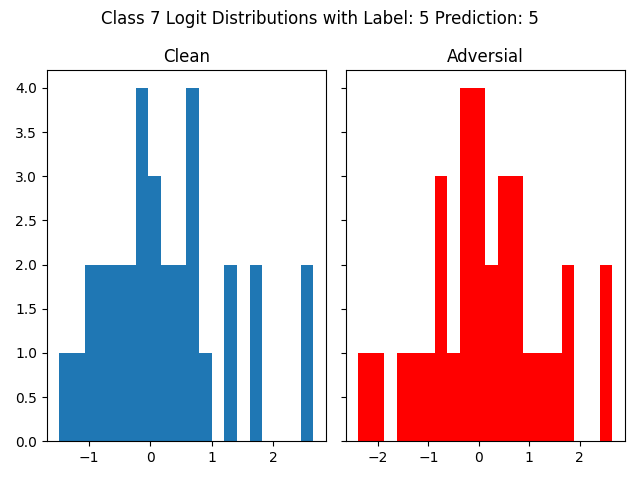 Class 7 Logit Distributions with Label: 5 Prediction: 5
Clean
Adversial
4.0
3.5
3.0
2.5
2.0
1.5
1.0
0.5
0.0
−1 0 1 2
−2 −1 0 1 2